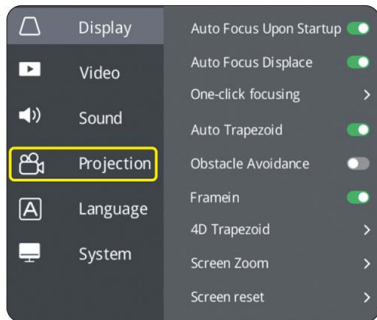 Display
Video
Sound
Projection
Language
System
Auto Focus Upon Startup
Auto Focus Displace
One-click focusing
Auto Trapezoid
Obstacle Avoidance
Framein
4D Trapezoid
Screen Zoom
Screen reset